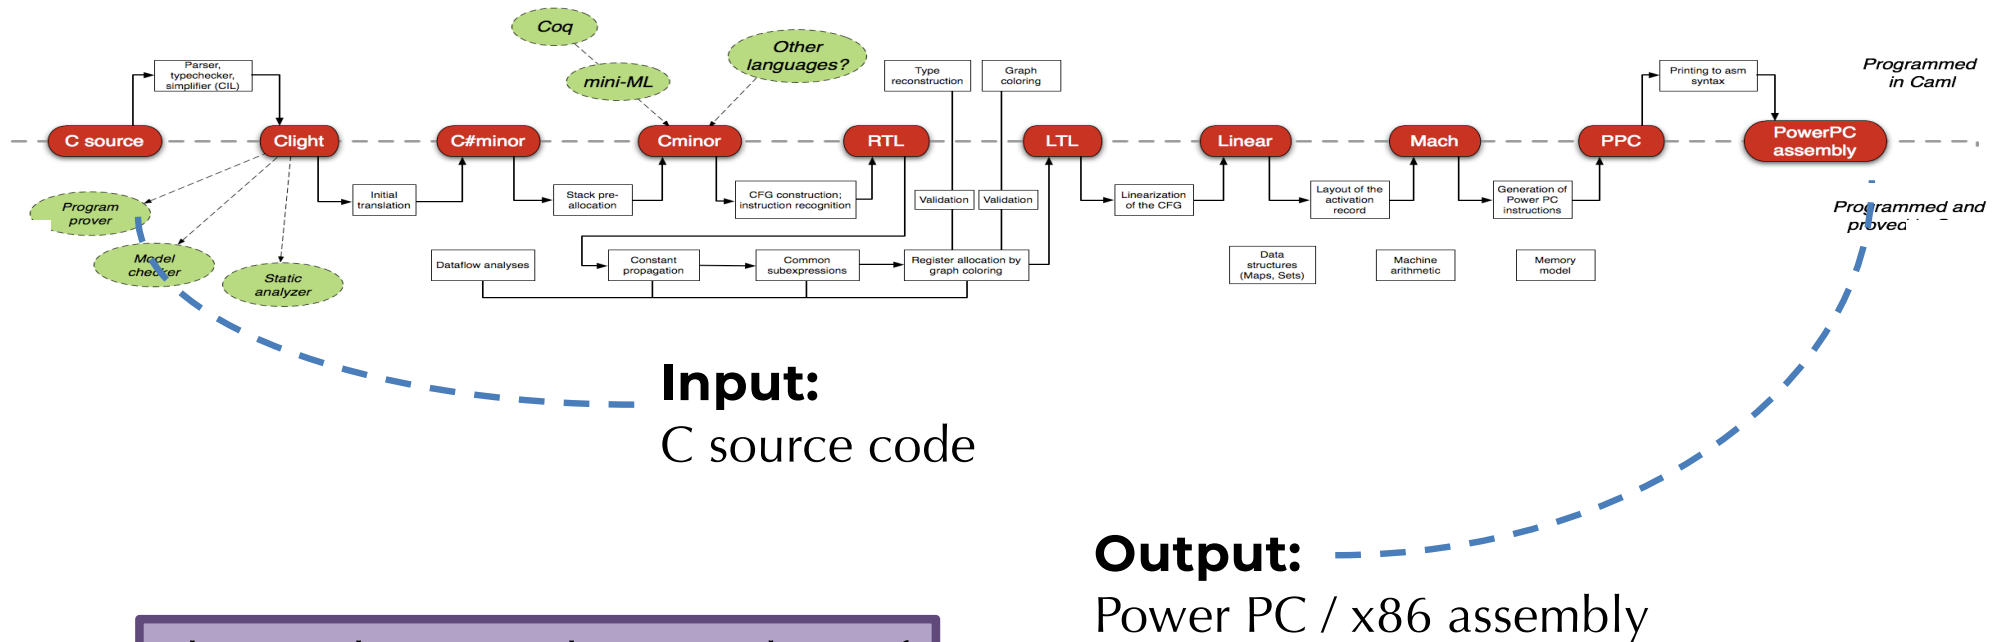 Coq
Other
languages?
mini-ML
Parser,
typechecker,
simplifier (CIL)
Type
reconstruction
Graph
coloring
Printing to asm
syntax
Programmed
in Caml
C source
Clight
C#minor
Cminor
RTL
LTL
Linear
Mach
PPC
PowerPC
assembly
Initial
translation
Stack pre-
allocation
CFG construction;
instruction recognition
Validation
Validation
Linearization
of the CFG
Layout of the
activation
record
Generation of
Power PC
instructions
Program
prover
Programmed and
proved
Model
checker
Static
analyzer
Dataflow analyses
Constant
propagation
Common
subexpressions
Register allocation by
graph coloring
Data
structures
(Maps, Sets)
Machine
arithmetic
Memory
model
Input:
C source code
Output:
Power PC / x86 assembly